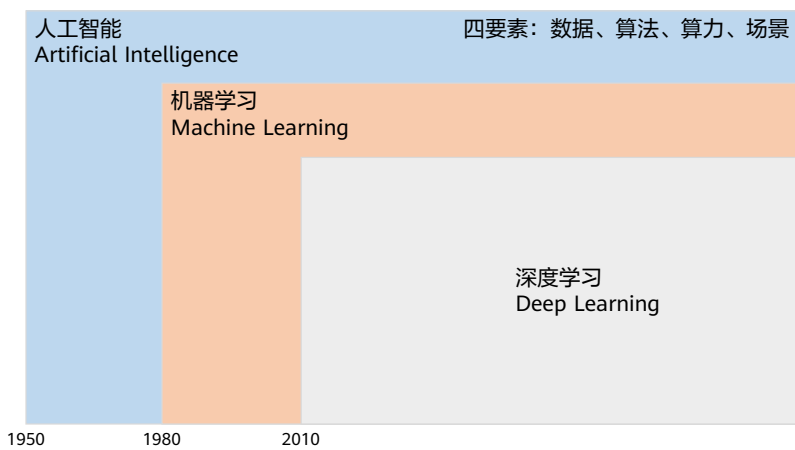 人工智能
Artificial Intelligence
四要素：数据、算法、算力、场景
机器学习
Machine Learning
深度学习
Deep Learning
1950
1980
2010